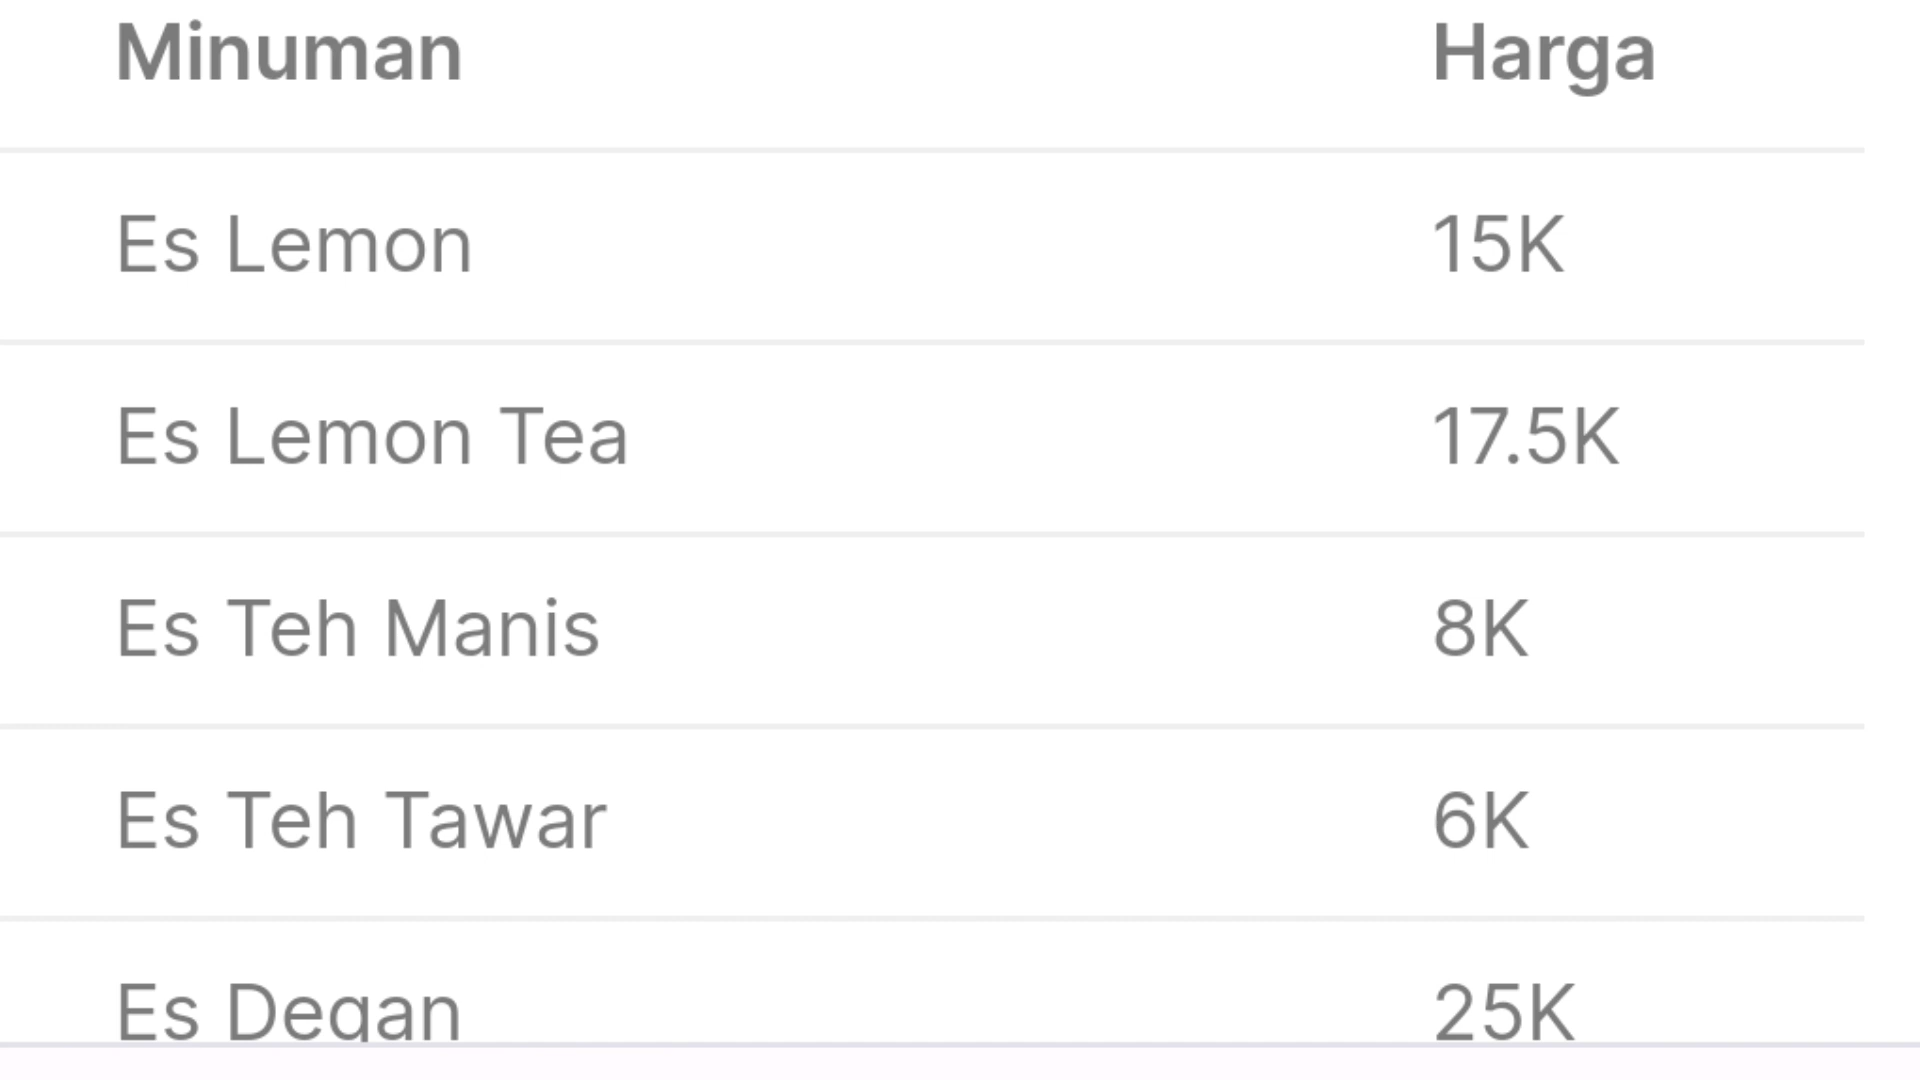 Minuman Harga
Es Lemon 15K
Es Lemon Tea 17.5K
Es Teh Manis 8K
Es Teh Tawar 6K
Es Degan 25K